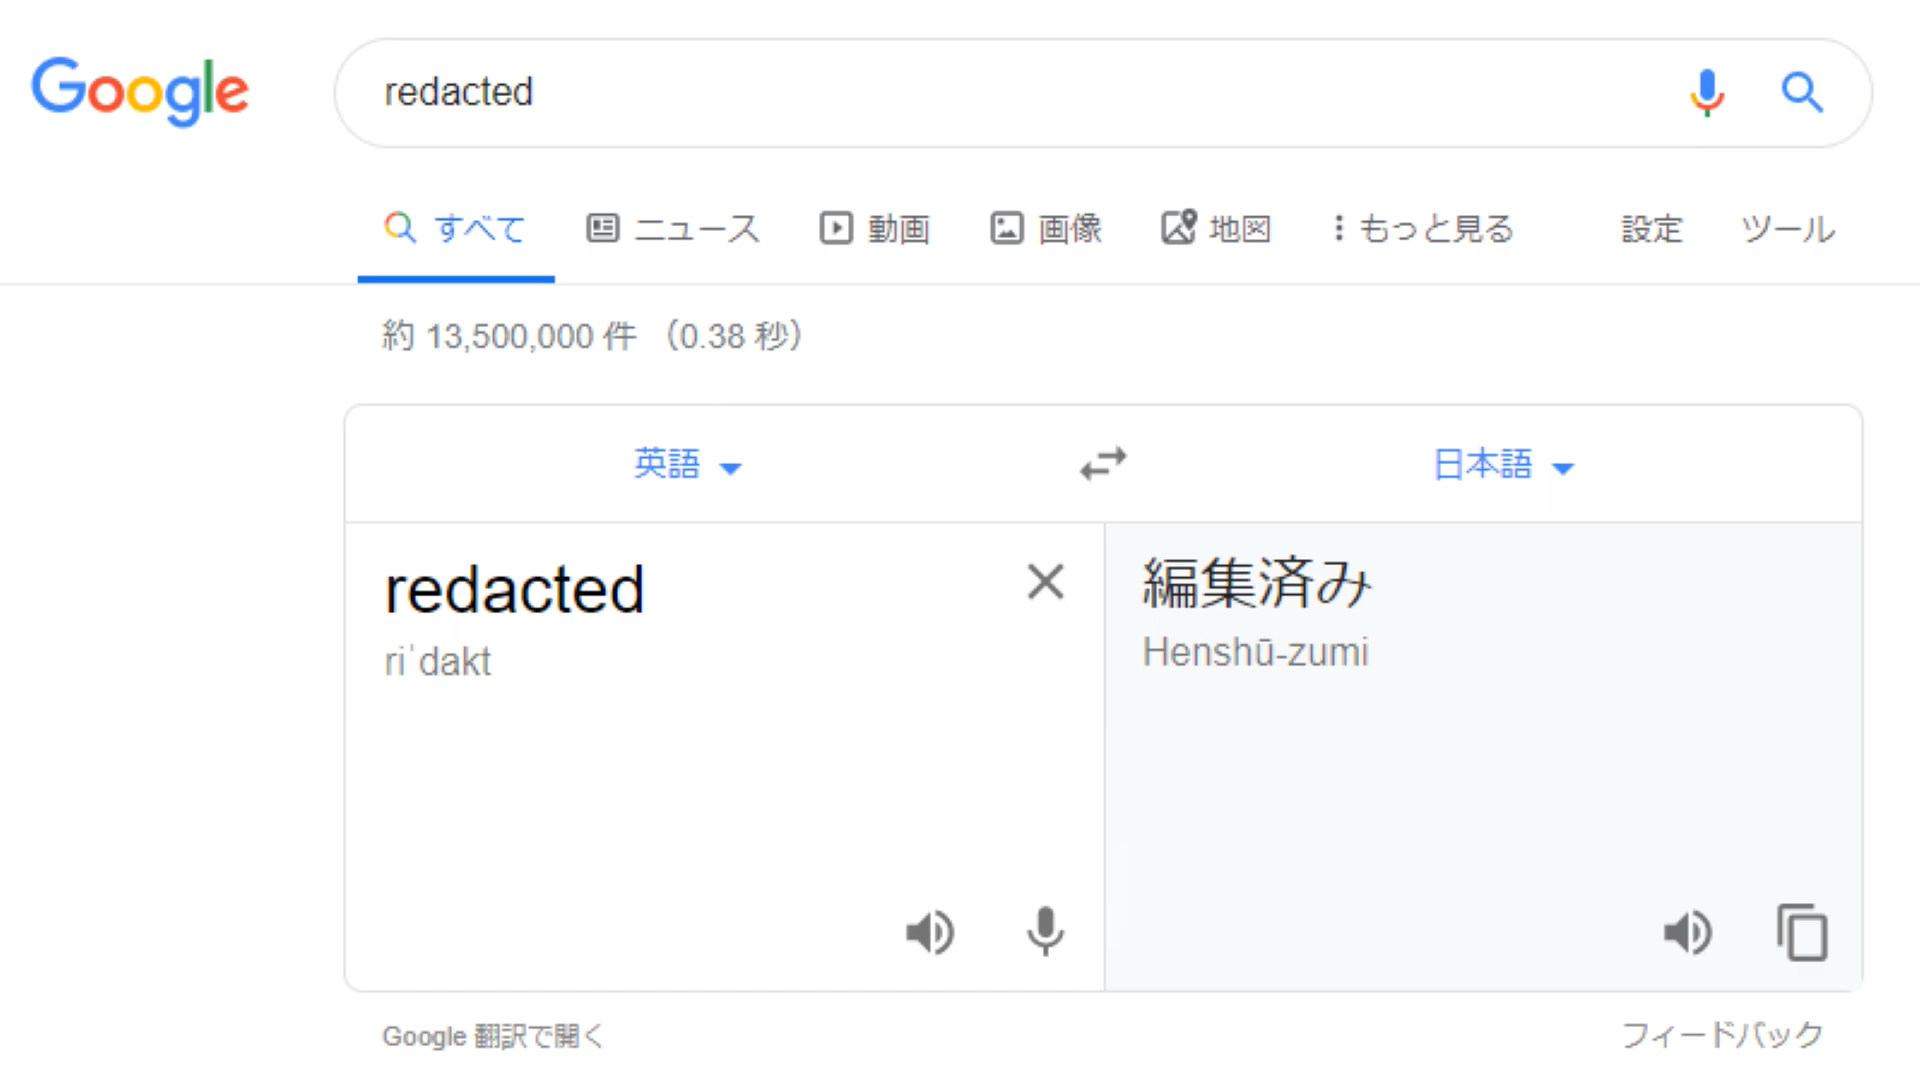 Google
redacted
すべて ニュース 動画 画像 地図 もっと見る 設定 ツール
約 13,500,000 件 （0.38 秒）
英語 日本語
redacted
riˈdakt
編集済み
Henshū-zumi
Google 翻訳で開く
フィードバック